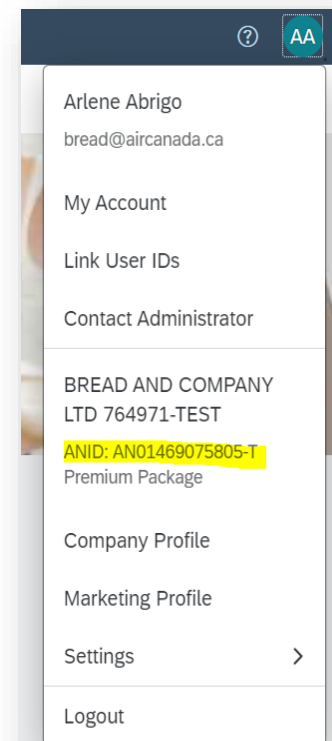 AA
Arlene Abrigo
bread@aircanada.ca
My Account
Link User IDs
Contact Administrator
BREAD AND COMPANY
LTD 764971-TEST
ANID: AN01469075805-T
Premium Package
Company Profile
Marketing Profile
Settings
Logout